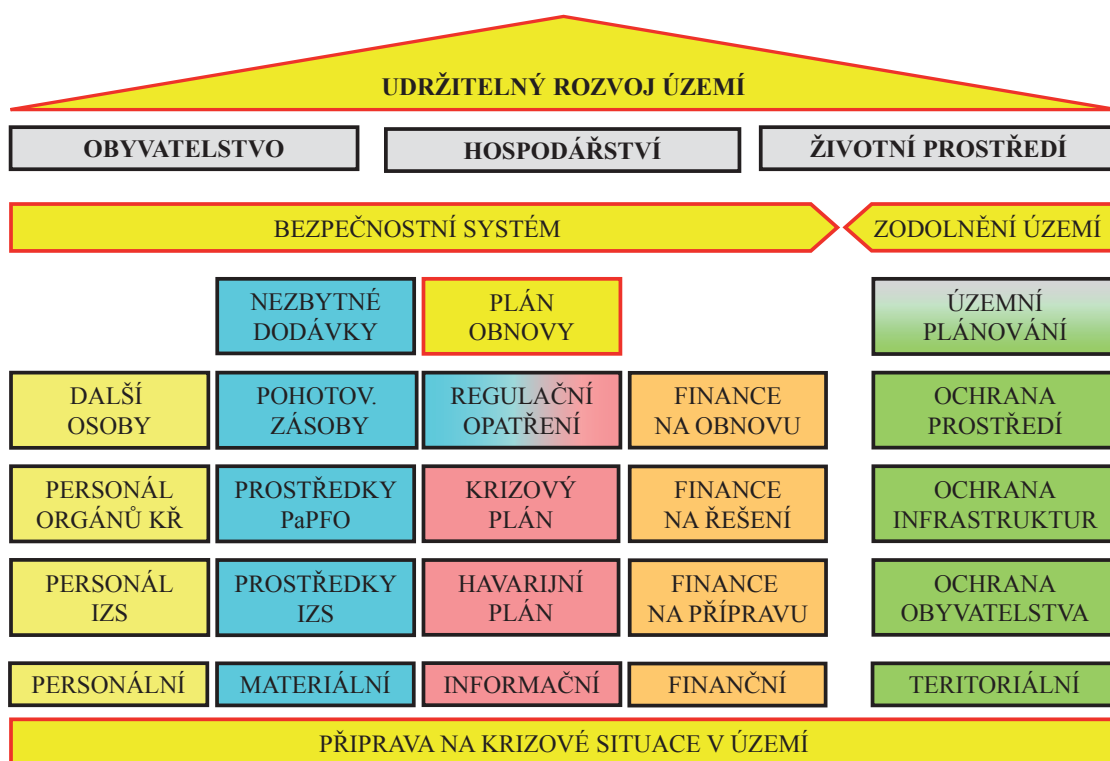 UDRŽITELNÝ ROZVOJ ÚZEMÍ
OBYVATELSTVO
HOSPODÁŘSTVÍ
ŽIVOTNÍ PROSTŘEDÍ
BEZPEČNOSTNÍ SYSTÉM
ZODOLNĚNÍ ÚZEMÍ
NEZBYTNÉ
DODÁVKY
PLÁN
OBNOVY
ÚZEMNÍ
PLÁNOVÁNÍ
DALŠÍ
OSOBY
POHOTOV.
ZÁSOBY
REGULAČNÍ
OPATŘENÍ
FINANCE
NA OBNOVU
OCHRANA
PROSTŘEDÍ
PERSONÁL
ORGÁNŮ KŘ
PROSTŘEDKY
PaPFO
KRIZOVÝ
PLÁN
FINANCE
NA ŘEŠENÍ
OCHRANA
INFRASTRUKTUR
PERSONÁL
IZS
PROSTŘEDKY
IZS
HAVARIJNÍ
PLÁN
FINANCE
NA PŘÍPRAVU
OCHRANA
OBYVATELSTVA
PERSONÁLNÍ
MATERIÁLNÍ
INFORMAČNÍ
FINANČNÍ
TERITORIÁLNÍ
PŘIPRAVA NA KRIZOVÉ SITUACE V ÚZEMÍ